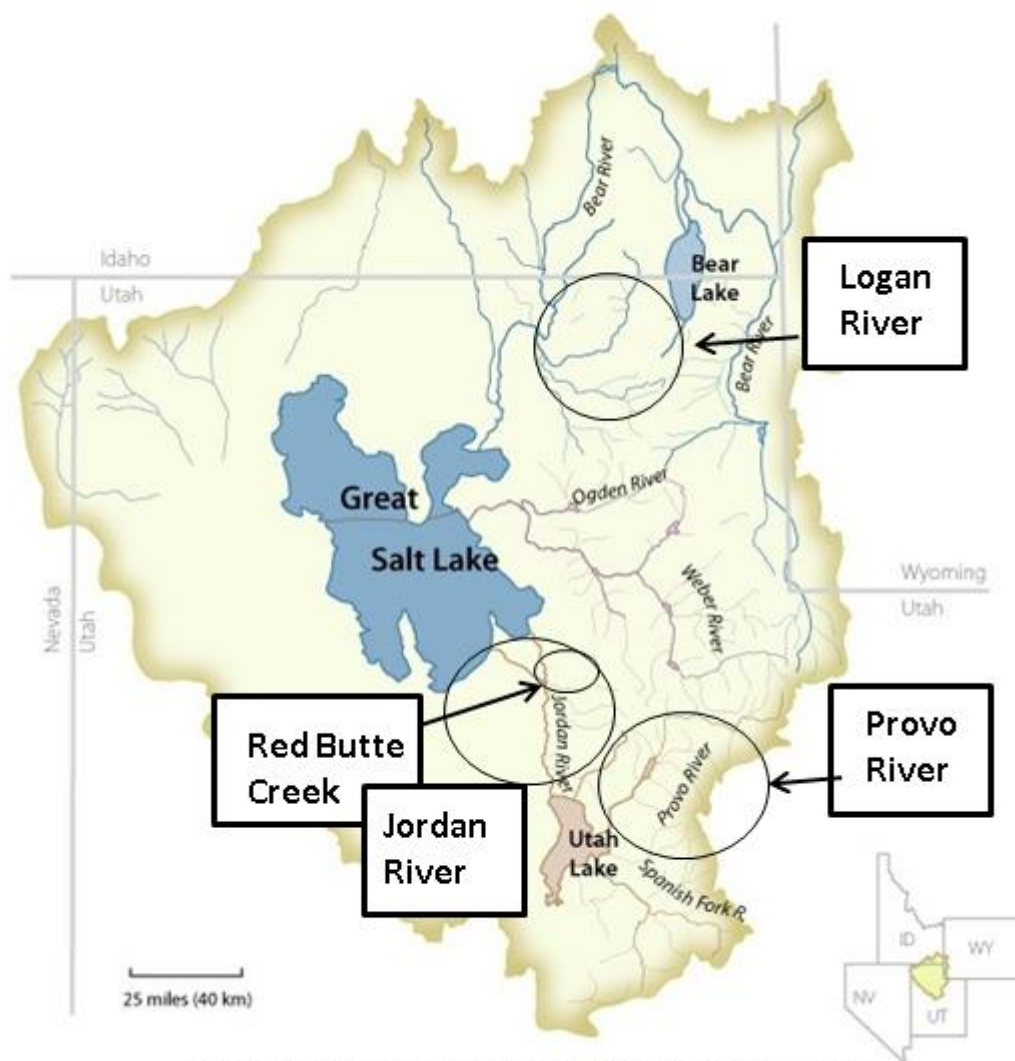 Bear River
Idaho
Utah
Bear
Lake
Logan
River
Bear River
Great
Salt Lake
Ogden River
Weber River
Wyoming
Utah
Nevada
Utah
Red Butte
Creek
Jordan River
Jordan
River
Provo River
Provo
River
Utah
Lake
Spanish Fork R.
25 miles (40 km)
ID
WY
NV
UT